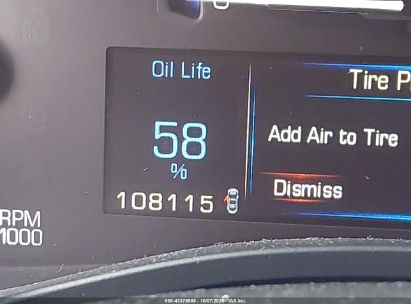 Oil Life
58
%
108115
Tire P
Add Air to Tire
Dismiss
RPM
1000